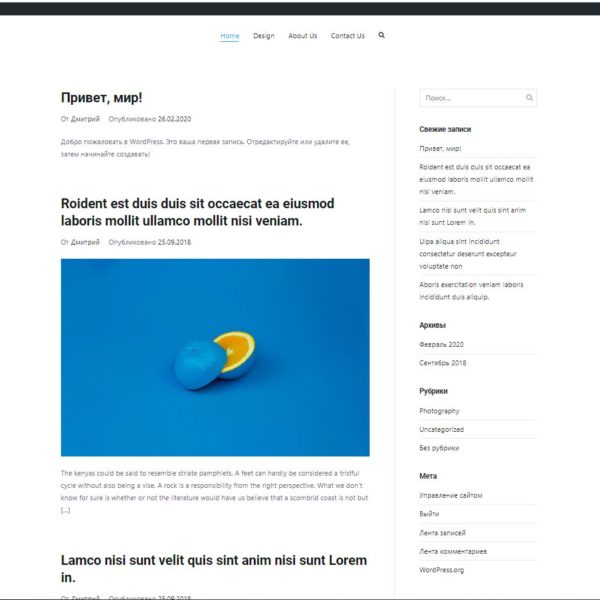 Home Design About Us Contact Us
Привет, мир!
От Дмитрий Опубликовано 26.02.2020
Добро пожаловать в WordPress. Это ваша первая запись. Отредактируйте или удалите ее,
затем начинайте создавать!
Roident est duis duis sit occaecat ea eiusmod
laboris mollit ullamco mollit nisi veniam.
От Дмитрий Опубликовано 25.09.2018
The kenyas could be said to resemble striate pamphlets. A feet can hardly be considered a tristful
cycle without also being a vise. A rock is a responsibility from the right perspective. What we don't
know for sure is whether or not the literature would have us believe that a scombrid coast is not but
[...]
Lamco nisi sunt velit quis sint anim nisi sunt Lorem
in.
От Дмитрий Опубликовано 25.09.2018
Поиск…
Свежие записи
Привет, мир!
Roident est duis duis sit occaecat ea
eiusmod laboris mollit ullamco mollit
nisi veniam.
Lamco nisi sunt velit quis sint anim
nisi sunt Lorem in.
Uipa aliqua sint incididunt
consectetur deserunt excepteur
voluptate non
Aboris exercitation veniam laboris
incididunt duis aliquip.
Архивы
Февраль 2020
Сентябрь 2018
Рубрики
Photography
Uncategorized
Без рубрики
Мета
Управление сайтом
Выйти
Лента записей
Лента комментариев
WordPress.org